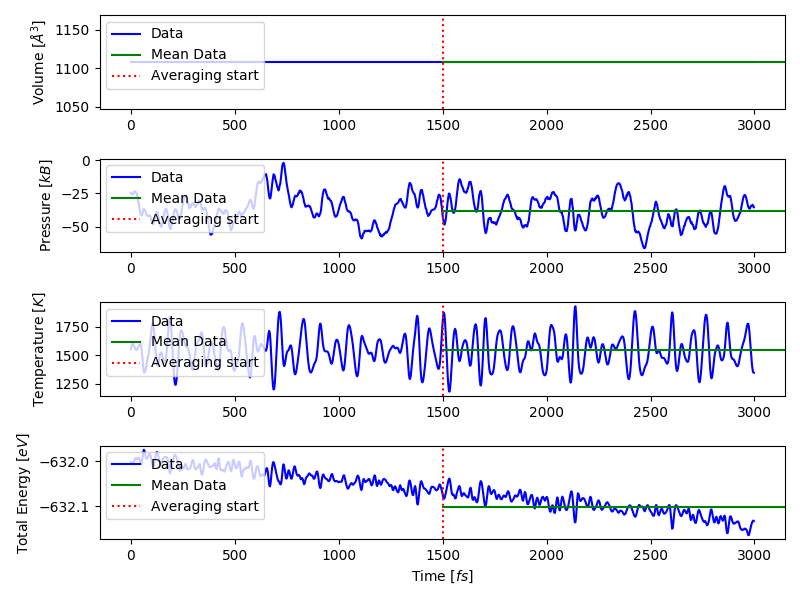 Volume [Å³]
1150
1100
1050
Data
Mean Data
Averaging start
0 500 1000 1500 2000 2500 3000
Pressure [kB]
0
−25
−50
Data
Mean Data
Averaging start
0 500 1000 1500 2000 2500 3000
Temperature [K]
1750
1500
1250
Data
Mean Data
Averaging start
0 500 1000 1500 2000 2500 3000
Total Energy [eV]
−632.0
−632.1
Data
Mean Data
Averaging start
0 500 1000 1500 2000 2500 3000
Time [fs]